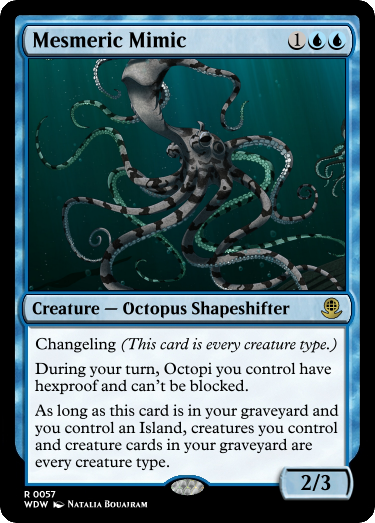 Mesmeric Mimic 1
Creature — Octopus Shapeshifter
Changeling (This card is every creature type.)
During your turn, Octopi you control have
hexproof and can't be blocked.
As long as this card is in your graveyard and
you control an Island, creatures you control
and creature cards in your graveyard are
every creature type.
2/3
R 0057
WDW Natalia Bouajram